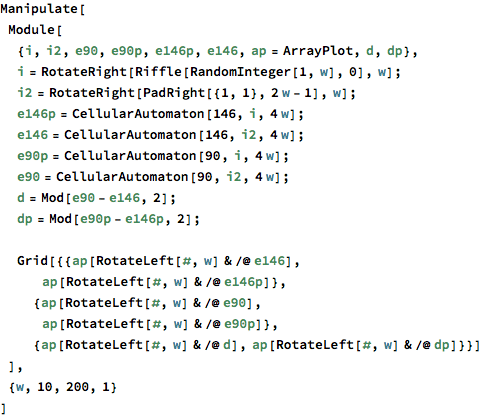 Manipulate[
Module[
{i, i2, e90, e90p, e146p, e146, ap = ArrayPlot, d, dp},
i = RotateRight[Riffle[RandomInteger[1, w], 0], w];
i2 = RotateRight[PadRight[{1, 1}, 2 w - 1], w];
e146p = CellularAutomaton[146, i, 4 w];
e146 = CellularAutomaton[146, i2, 4 w];
e90p = CellularAutomaton[90, i, 4 w];
e90 = CellularAutomaton[90, i2, 4 w];
d = Mod[e90 - e146, 2];
dp = Mod[e90p - e146p, 2];
Grid[{{ap[RotateLeft[#, w] & /@ e146],
ap[RotateLeft[#, w] & /@ e146p]},
{ap[RotateLeft[#, w] & /@ e90],
ap[RotateLeft[#, w] & /@ e90p]},
{ap[RotateLeft[#, w] & /@ d], ap[RotateLeft[#, w] & /@ dp]}}]
],
{w, 10, 200, 1}
]